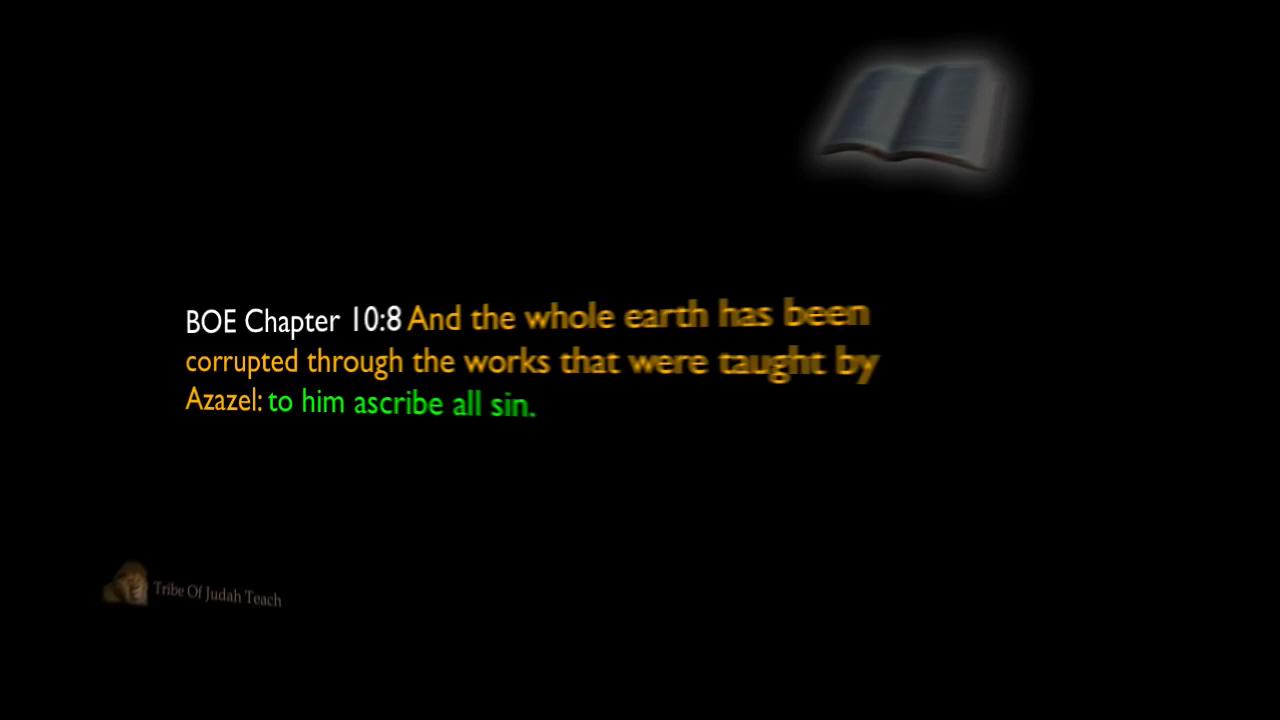 BOE Chapter 10:8 And the whole earth has been
corrupted through the works that were taught by
Azazel: to him ascribe all sin.
Tribe Of Judah Teach